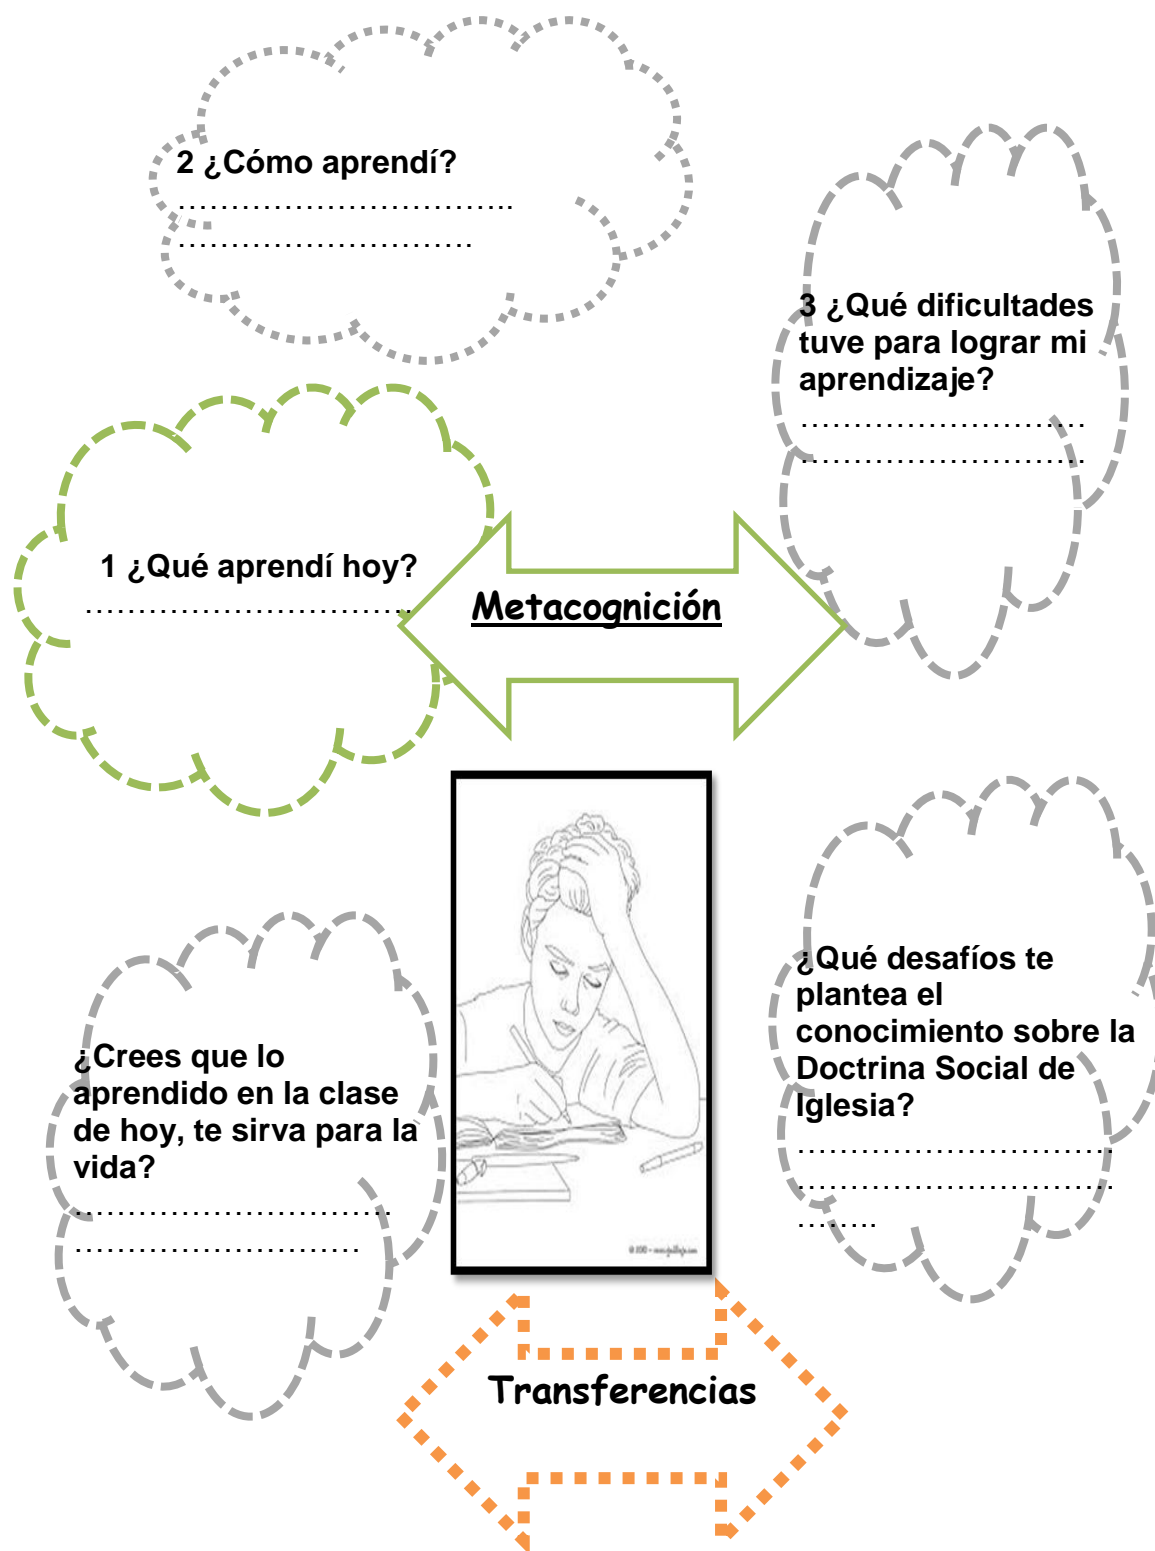 2 ¿Cómo aprendí?
……………………………..
………………………….
3 ¿Qué dificultades
tuve para lograr mi
aprendizaje?
………………………..
………………………..
1 ¿Qué aprendí hoy?
……………………………
Metacognición
¿Qué desafíos te
plantea el
conocimiento sobre la
Doctrina Social de
Iglesia?
…………………………..
…………………………..
……..
¿Crees que lo
aprendido en la clase
de hoy, te sirva para la
vida?
……………………………..
………………………..
Transferencias